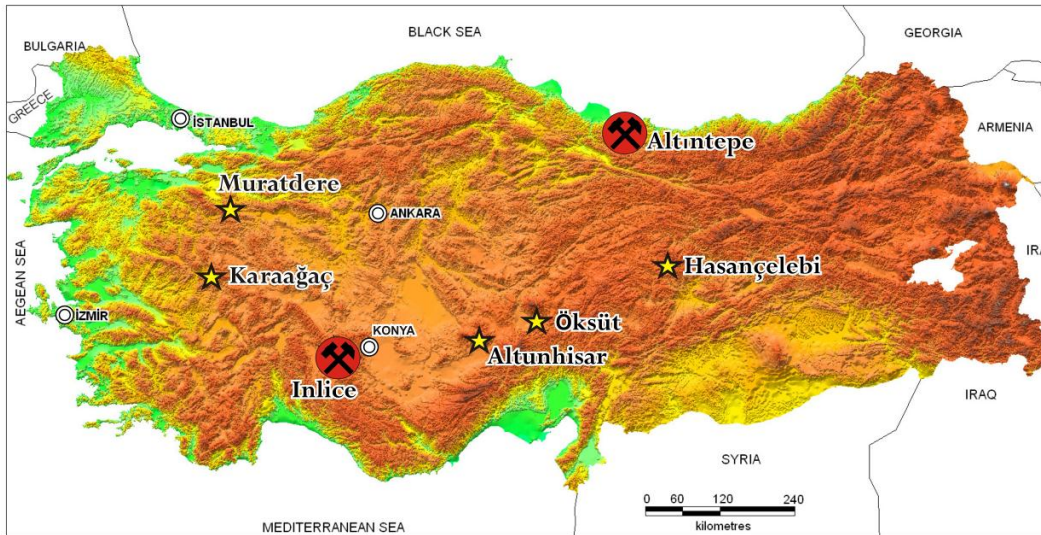 BLACK SEA
BULGARIA
GEORGIA
GREECE
İSTANBUL
ARMENIA
Altıntepe
Muratdere
ANKARA
AEGEAN SEA
IRA
Hasançelebi
Karaağaç
İZMİR
Öksüt
KONYA
Altunhisar
Inlice
IRAQ
SYRIA
0 60 120 240
kilometres
MEDITERRANEAN SEA